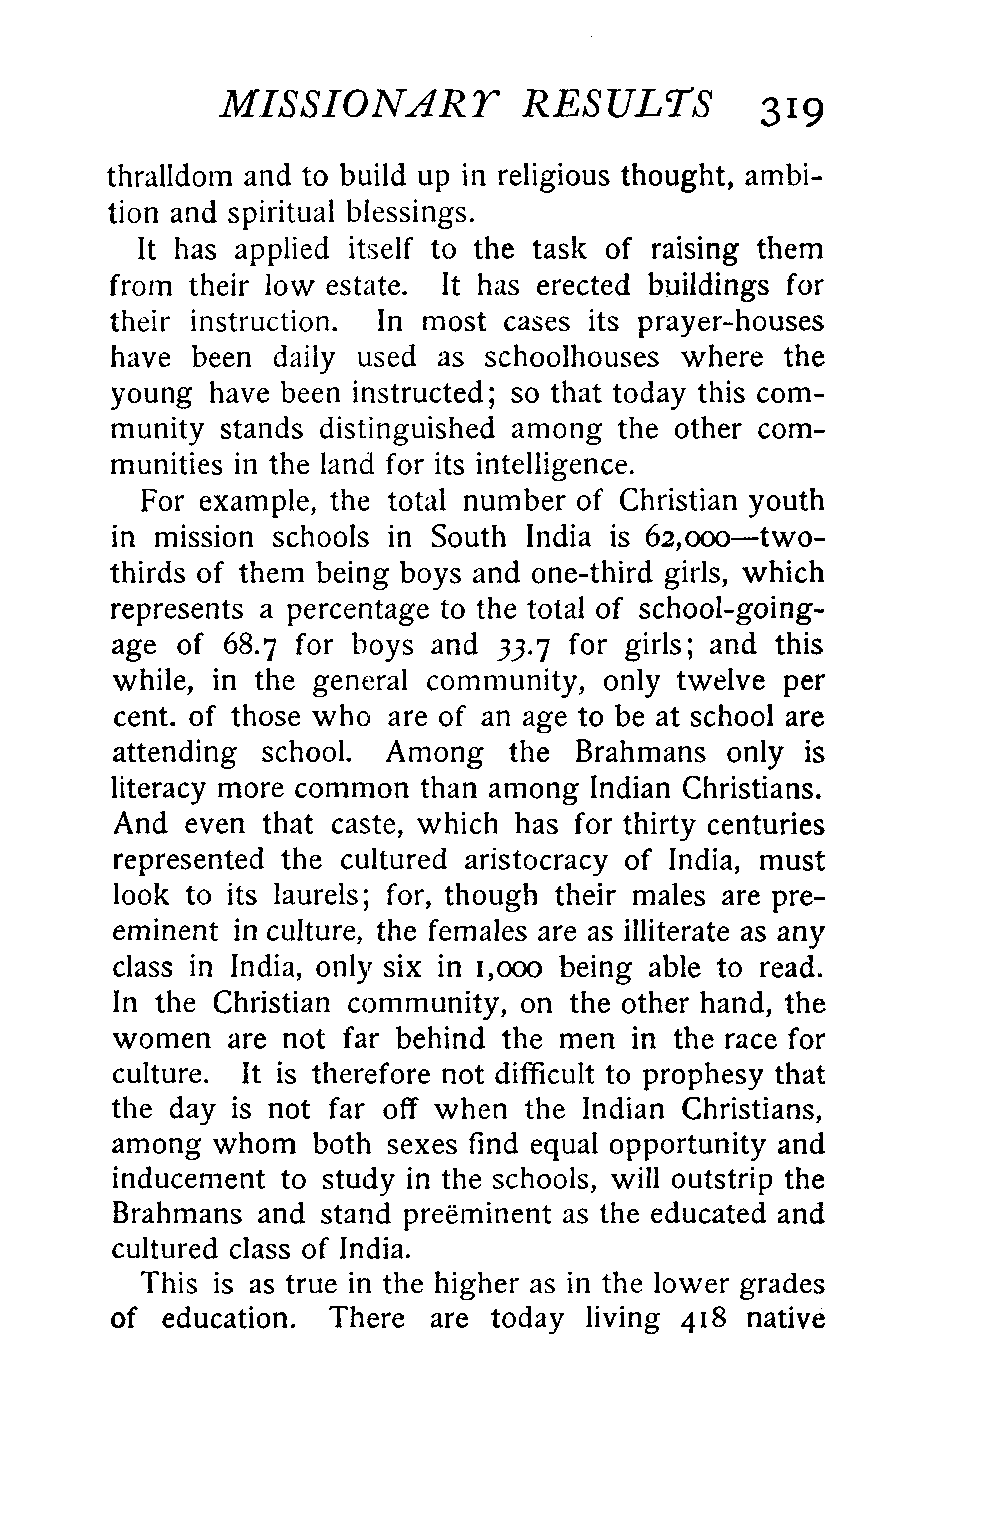 MISSIONARY RESULTS 319
thralldom and to build up in religious thought, ambi-
tion and spiritual blessings.
It has applied itself to the task of raising them
from their low estate. It has erected buildings for
their instruction. In most cases its prayer-houses
have been daily used as schoolhouses where the
young have been instructed; so that today this com-
munity stands distinguished among the other com-
munities in the land for its intelligence.
For example, the total number of Christian youth
in mission schools in South India is 62,000—two-
thirds of them being boys and one-third girls, which
represents a percentage to the total of school-going-
age of 68.7 for boys and 33.7 for girls; and this
while, in the general community, only twelve per
cent. of those who are of an age to be at school are
attending school. Among the Brahmans only is
literacy more common than among Indian Christians.
And even that caste, which has for thirty centuries
represented the cultured aristocracy of India, must
look to its laurels; for, though their males are pre-
eminent in culture, the females are as illiterate as any
class in India, only six in 1,000 being able to read.
In the Christian community, on the other hand, the
women are not far behind the men in the race for
culture. It is therefore not difficult to prophesy that
the day is not far off when the Indian Christians,
among whom both sexes find equal opportunity and
inducement to study in the schools, will outstrip the
Brahmans and stand preëminent as the educated and
cultured class of India.
This is as true in the higher as in the lower grades
of education. There are today living 418 native